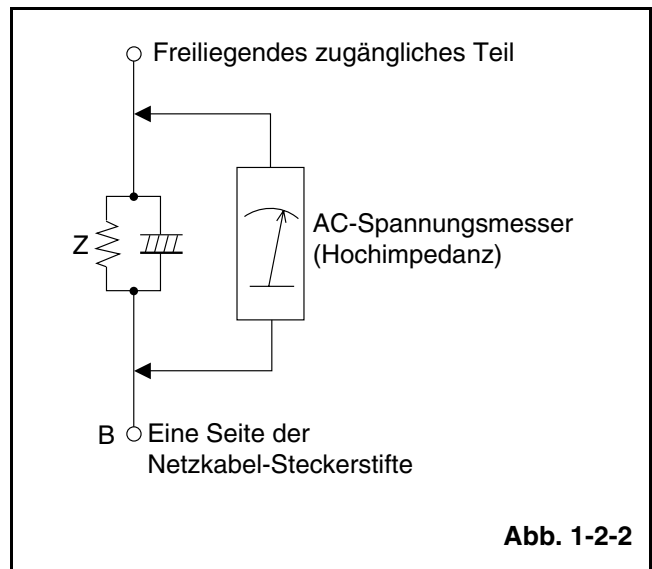 Freiliegendes zugängliches Teil
Z
AC-Spannungsmesser
(Hochimpedanz)
B Eine Seite der
Netzkabel-Steckerstifte
Abb. 1-2-2